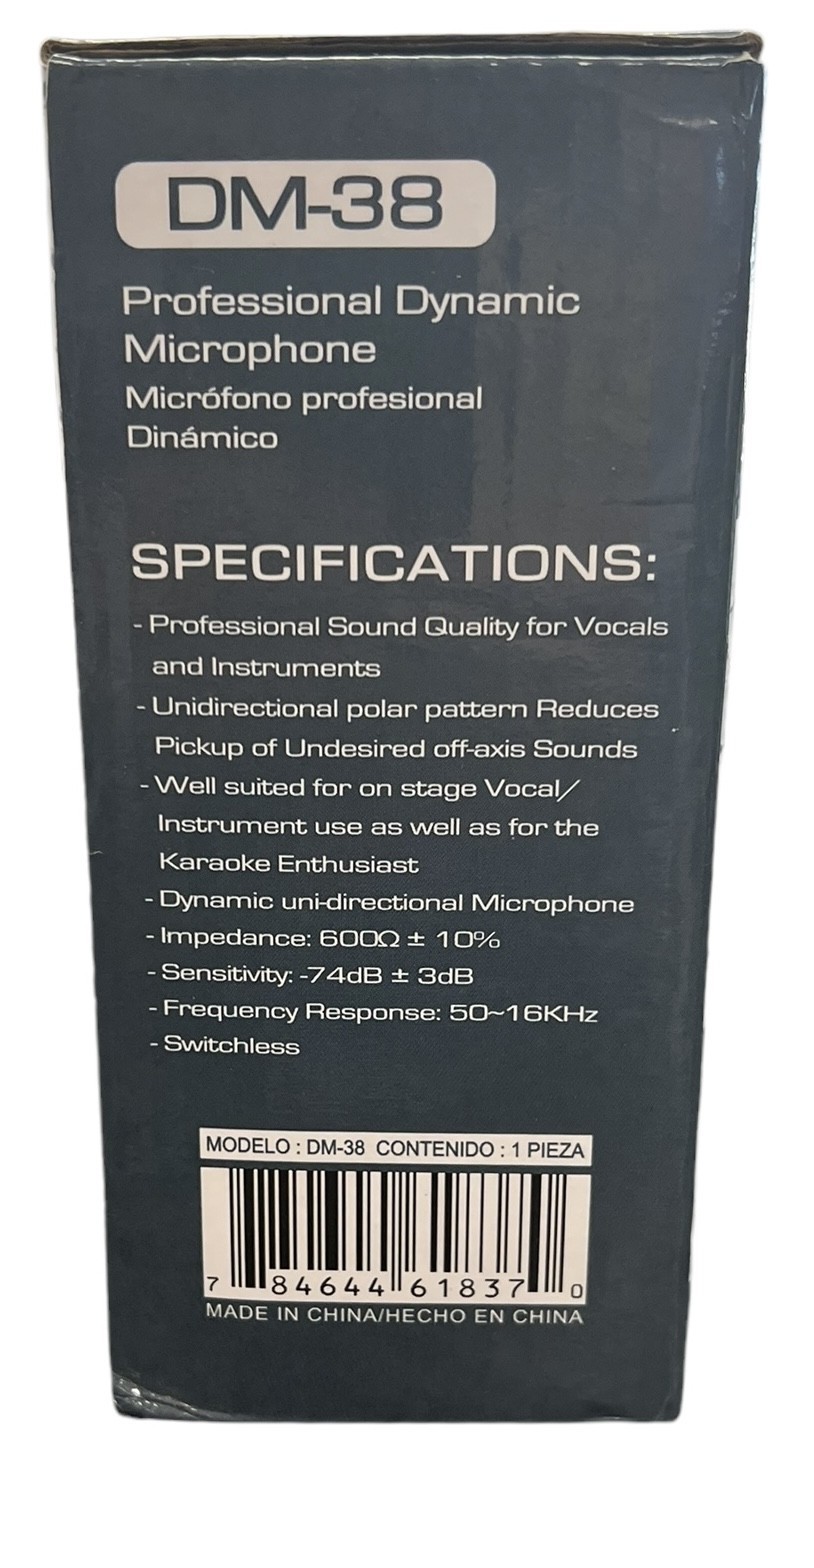 DM-38
Professional Dynamic
Microphone
Micrófono profesional
Dinámico
SPECIFICATIONS:
- Professional Sound Quality for Vocals
and Instruments
- Unidirectional polar pattern Reduces
Pickup of Undesired off-axis Sounds
- Well suited for on stage Vocal/
Instrument use as well as for the
Karaoke Enthusiast
- Dynamic uni-directional Microphone
- Impedance: 600Ω ± 10%
- Sensitivity: -74dB ± 3dB
- Frequency Response: 50~16KHz
- Switchless
MODELO : DM-38 CONTENIDO : 1 PIEZA
7 84644 61837 0
MADE IN CHINA/HECHO EN CHINA